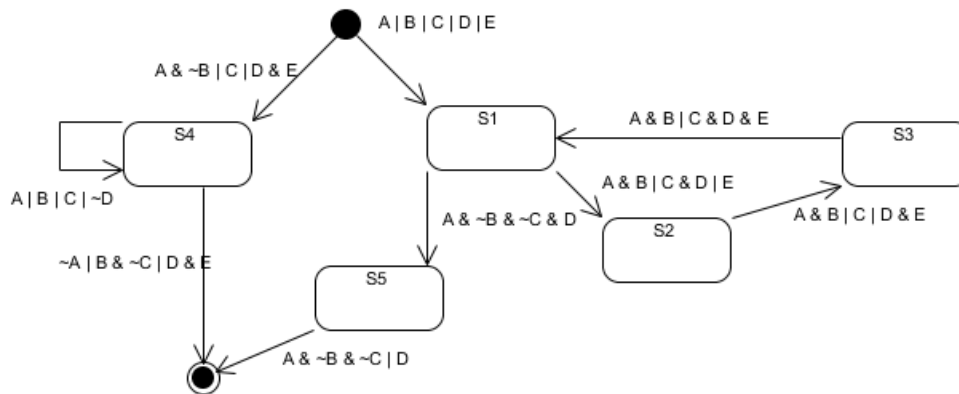 A | B | C | D | E
A & ~B | C | D & E
S4
S1
A & B | C & D & E
S3
A | B | C | ~D
A & B | C & D | E
A & ~B & ~C & D
S2
A & B | C | D & E
~A | B & ~C | D & E
S5
A & ~B & ~C | D